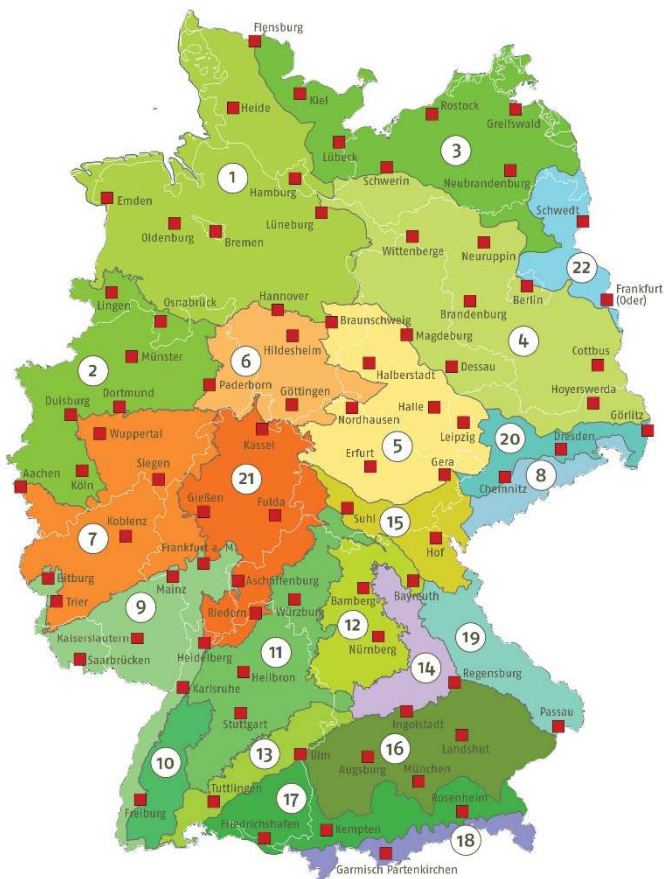 Flensburg
Kiel
Heide
Rostock
Greifswald
Lübeck
3
1
Schwerin
Neubrandenburg
Hamburg
Emden
Lüneburg
Schwedt
Oldenburg
Bremen
Wittenberge
Neuruppin
22
Lingen
Osnabrück
Hannover
Berlin
Frankfurt
(Oder)
Brandenburg
Braunschweig
Magdeburg
4
Hildesheim
6
Münster
2
Halberstadt
Dessau
Cottbus
Paderborn
Dortmund
Göttingen
Duisburg
Nordhausen
Halle
Hoyerswerda
Görlitz
Wuppertal
Kassel
5
Leipzig
20
Dresden
Aachen
Köln
Siegen
21
Erfurt
Gera
Chemnitz
8
Gießen
Fulda
Suhl
15
7
Koblenz
Hof
Frankfurt a. M.
Bitburg
Mainz
Aschaffenburg
Bamberg
Bayreuth
Trier
9
Riedern
Würzburg
12
Kaiserslautern
Nürnberg
19
Saarbrücken
Heidelberg
11
14
Heilbron
Regensburg
Karlsruhe
Stuttgart
Ingolstadt
Passau
10
13
Ulm
16
Landshut
Augsburg
München
Freiburg
Tuttlingen
17
Rosenheim
Friedrichshafen
Kempten
18
Garmisch Partenkirchen